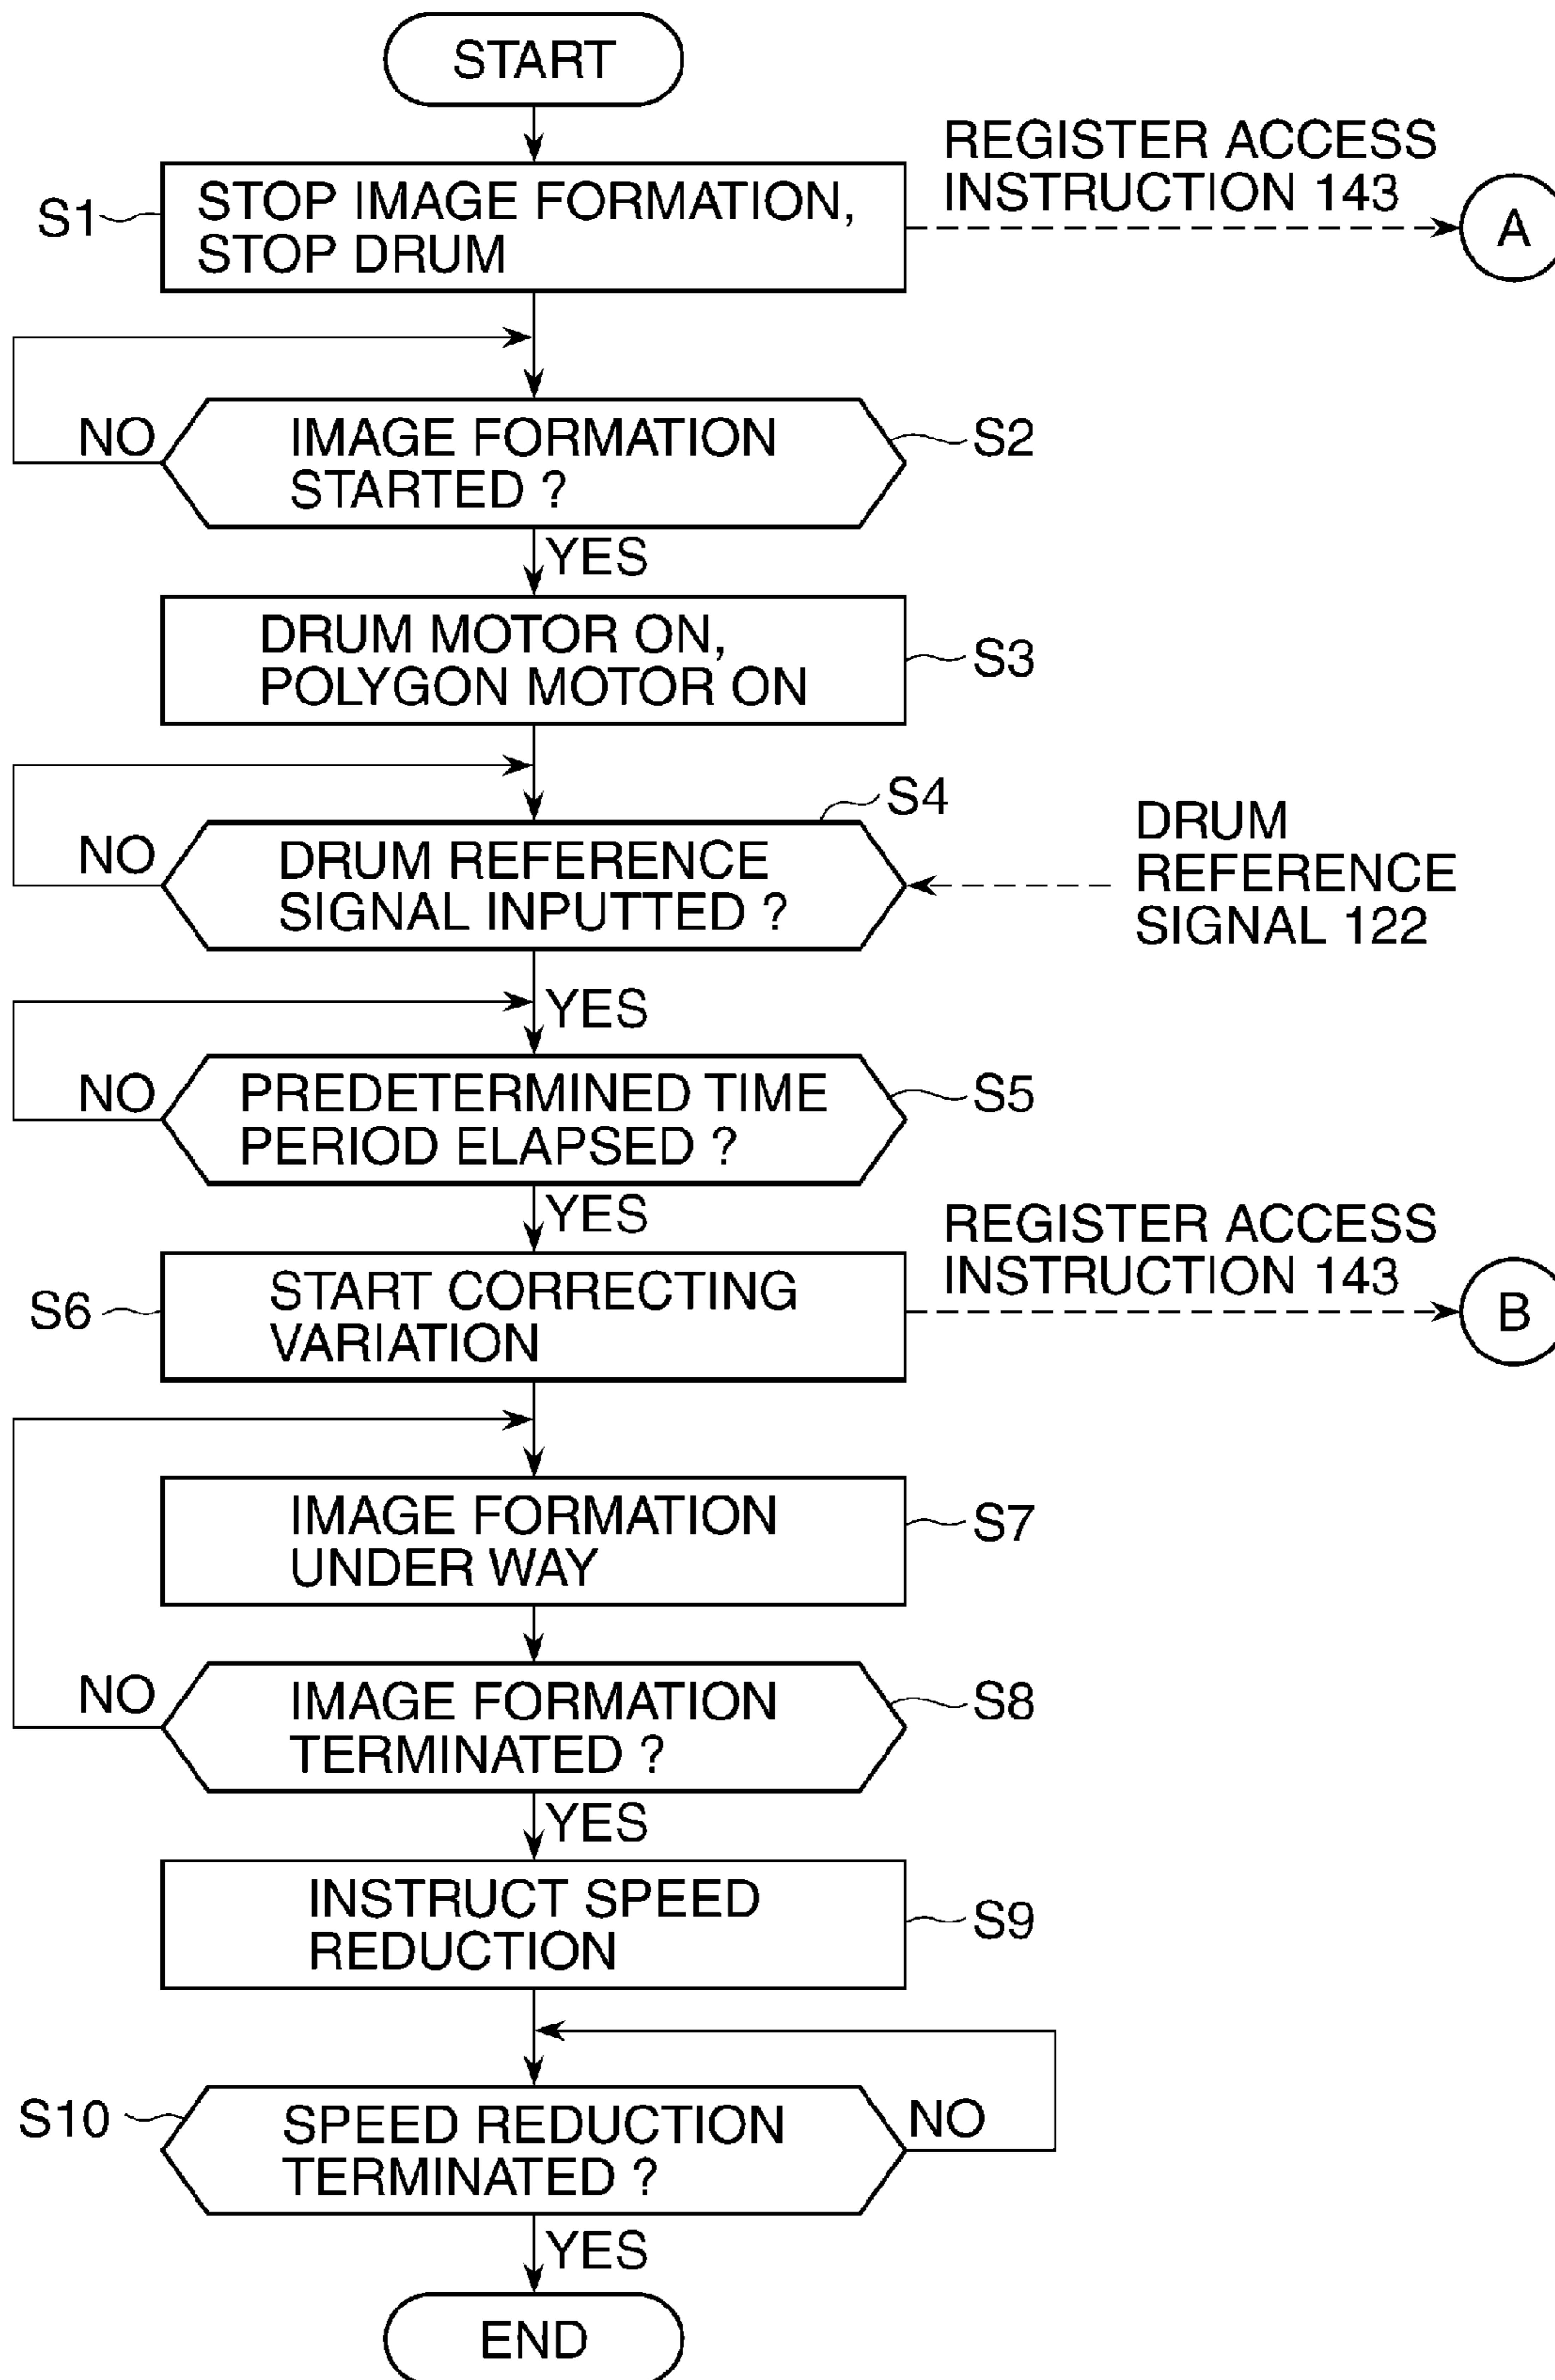 START
REGISTER ACCESS
INSTRUCTION 143
S1
STOP IMAGE FORMATION,
STOP DRUM
A
NO
IMAGE FORMATION
STARTED ?
S2
YES
DRUM MOTOR ON,
POLYGON MOTOR ON
S3
S4
NO
DRUM REFERENCE
SIGNAL INPUTTED ?
DRUM
REFERENCE
SIGNAL 122
YES
NO
PREDETERMINED TIME
PERIOD ELAPSED ?
S5
YES
REGISTER ACCESS
INSTRUCTION 143
S6
START CORRECTING
VARIATION
B
IMAGE FORMATION
UNDER WAY
S7
NO
IMAGE FORMATION
TERMINATED ?
S8
YES
INSTRUCT SPEED
REDUCTION
S9
S10
SPEED REDUCTION
TERMINATED ?
NO
YES
END